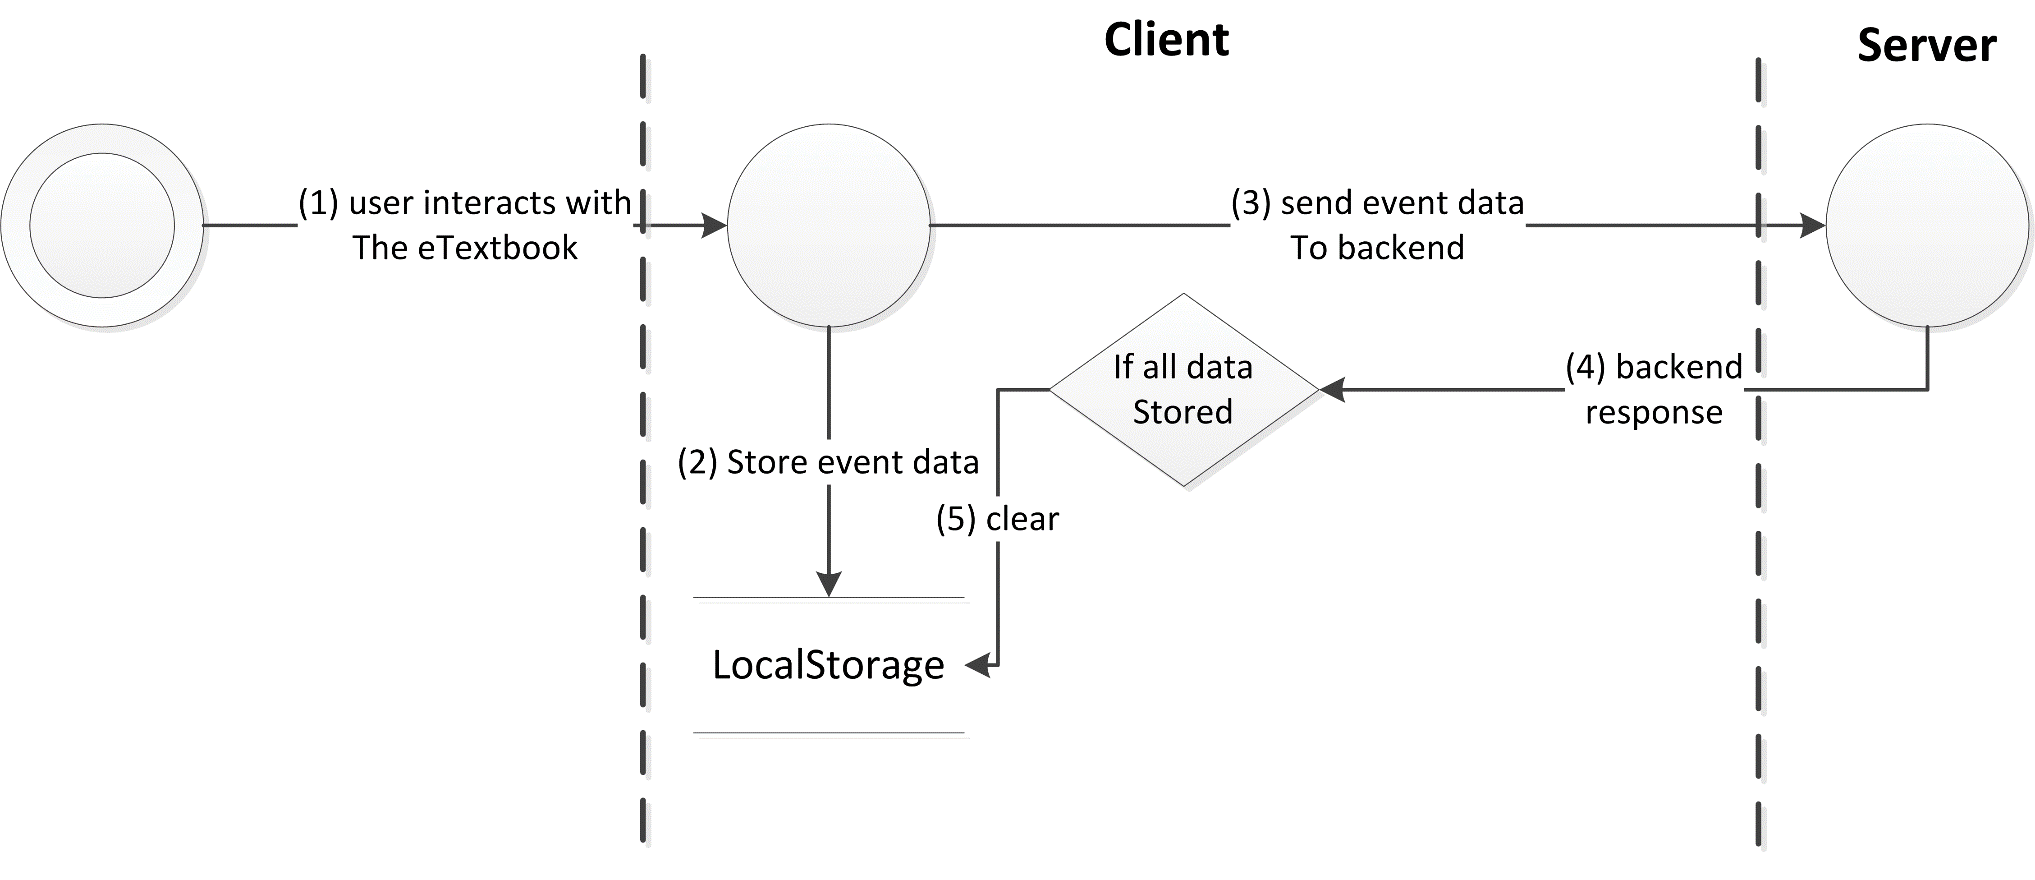 Client
Server
(1) user interacts with
The eTextbook
(3) send event data
To backend
If all data
Stored
(4) backend
response
(2) Store event data
(5) clear
LocalStorage